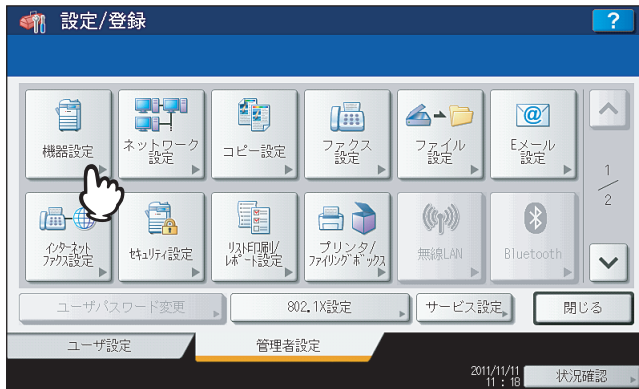 設定/登録
?
機器設定
ネットワーク
設定
コピー設定
ファクス
設定
ファイル
設定
@
Eメール
設定
1
2
インターネット
ファクス設定
セキュリティ設定
リスト印刷/
レポート設定
プリンタ/
ファイリングボックス
無線LAN
Bluetooth
ユーザパスワード変更
802.1X設定
サービス設定
閉じる
ユーザ設定
管理者設定
2011/11/11
11 : 18
状況確認